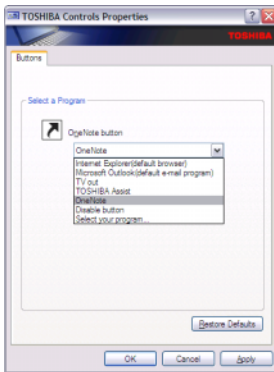 TOSHIBA Controls Properties
TOSHIBA
Buttons
Select a Program
OneNote button
OneNote
Internet Explorer(default browser)
Microsoft Outlook(default e-mail program)
TV out
TOSHIBA Assist
OneNote
Disable button
Select your program...
Restore Defaults
OK
Cancel
Apply